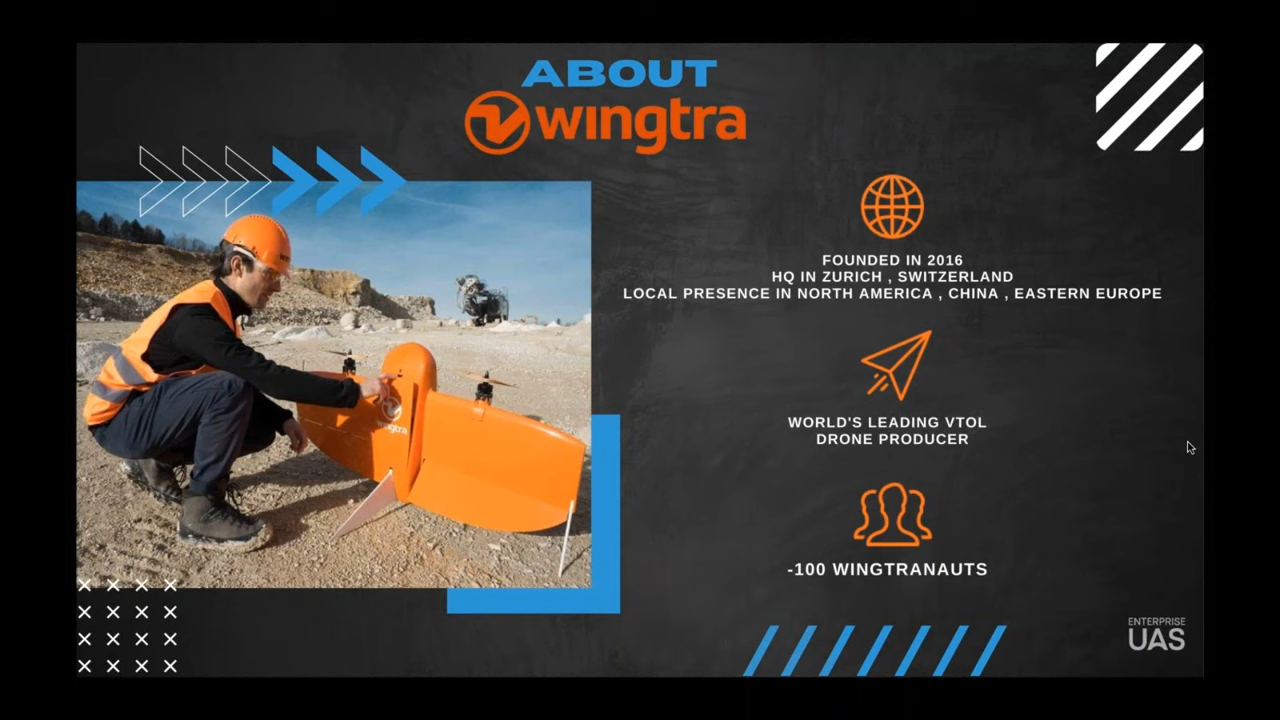 ABOUT
wingtra
FOUNDED IN 2016
HQ IN ZURICH , SWITZERLAND
LOCAL PRESENCE IN NORTH AMERICA , CHINA , EASTERN EUROPE
WORLD'S LEADING VTOL
DRONE PRODUCER
-100 WINGTRANAUTS
wingtra
ENTERPRISE
UAS